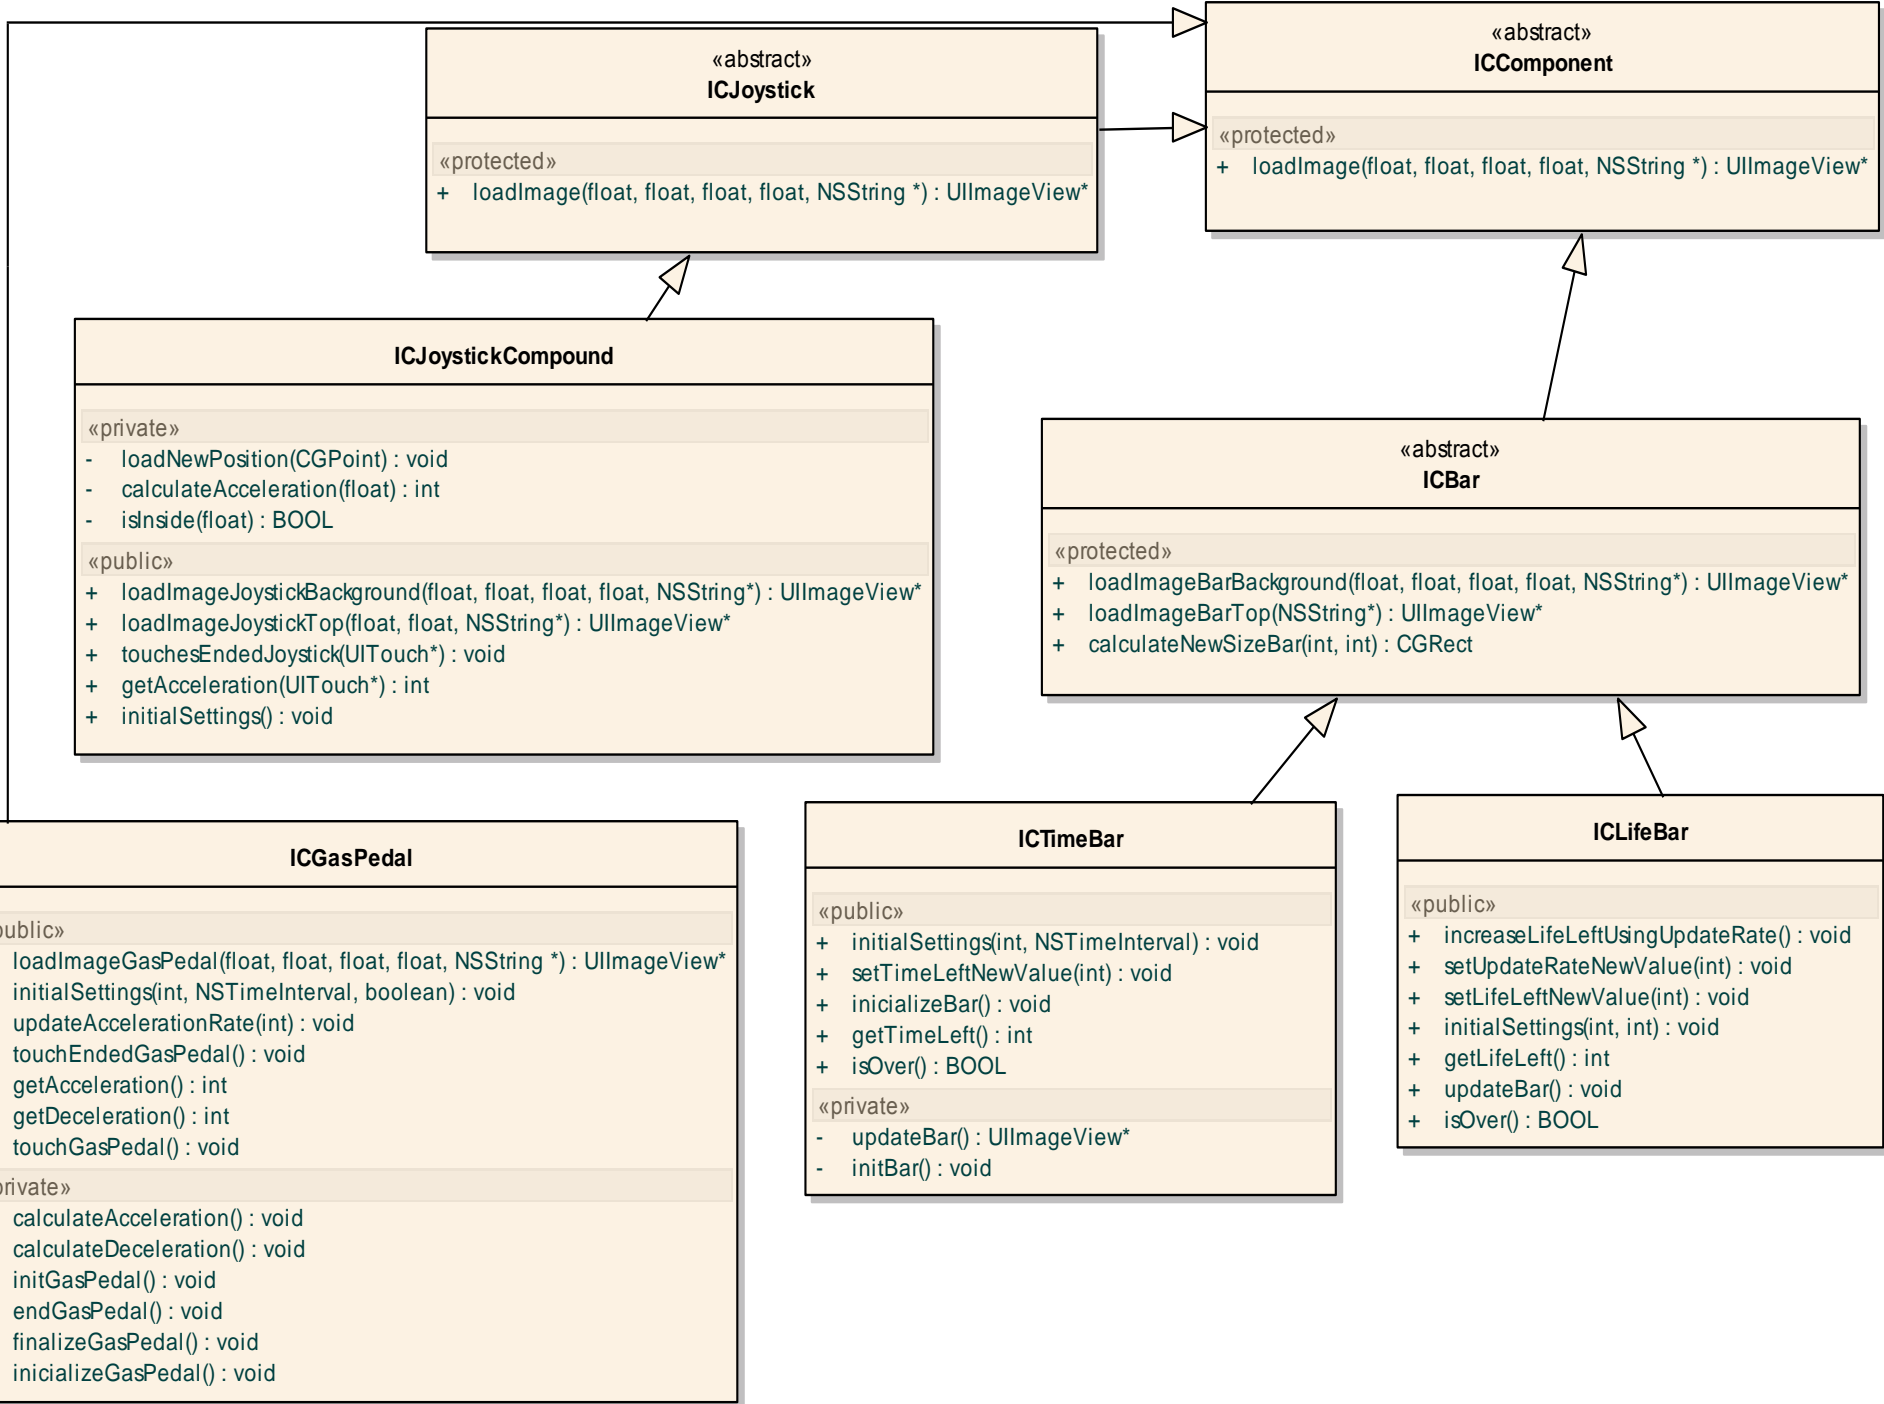 «abstract»
ICJoystick
«protected»
+ loadImage(float, float, float, float, NSString *) : UIImageView*
«abstract»
ICComponent
«protected»
+ loadImage(float, float, float, float, NSString *) : UIImageView*
ICJoystickCompound
«private»
- loadNewPosition(CGPoint) : void
- calculateAcceleration(float) : int
- isInside(float) : BOOL
«public»
+ loadImageJoystickBackground(float, float, float, float, NSString*) : UIImageView*
+ loadImageJoystickTop(float, float, NSString*) : UIImageView*
+ touchesEndedJoystick(UITouch*) : void
+ getAcceleration(UITouch*) : int
+ initialSettings() : void
«abstract»
ICBar
«protected»
+ loadImageBarBackground(float, float, float, float, NSString*) : UIImageView*
+ loadImageBarTop(NSString*) : UIImageView*
+ calculateNewSizeBar(int, int) : CGRect
ICGasPedal
public»
loadImageGasPedal(float, float, float, float, NSString *) : UIImageView*
initialSettings(int, NSTimeInterval, boolean) : void
updateAccelerationRate(int) : void
touchEndedGasPedal() : void
getAcceleration() : int
getDeceleration() : int
touchGasPedal() : void
private»
calculateAcceleration() : void
calculateDeceleration() : void
initGasPedal() : void
endGasPedal() : void
finalizeGasPedal() : void
inicializeGasPedal() : void
ICTimeBar
«public»
+ initialSettings(int, NSTimeInterval) : void
+ setTimeLeftNewValue(int) : void
+ inicializeBar() : void
+ getTimeLeft() : int
+ isOver() : BOOL
«private»
- updateBar() : UIImageView*
- initBar() : void
ICLifeBar
«public»
+ increaseLifeLeftUsingUpdateRate() : void
+ setUpdateRateNewValue(int) : void
+ setLifeLeftNewValue(int) : void
+ initialSettings(int, int) : void
+ getLifeLeft() : int
+ updateBar() : void
+ isOver() : BOOL